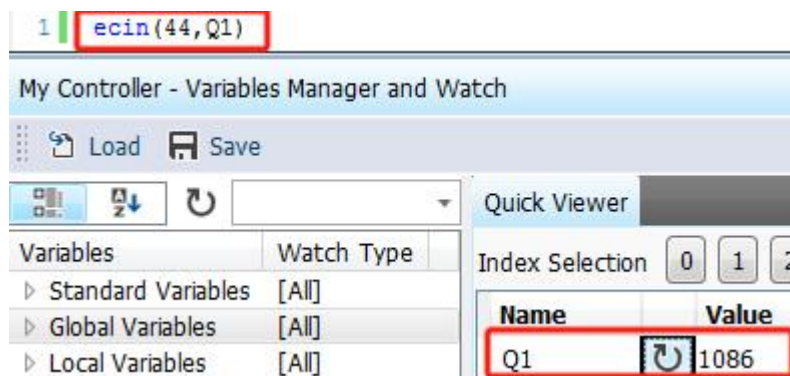 1 ecin(44,Q1)
My Controller - Variables Manager and Watch
Load Save
Quick Viewer
Variables Watch Type
Index Selection 0 1 2
Standard Variables [All]
Name Value
Global Variables [All]
Q1 1086
Local Variables [All]